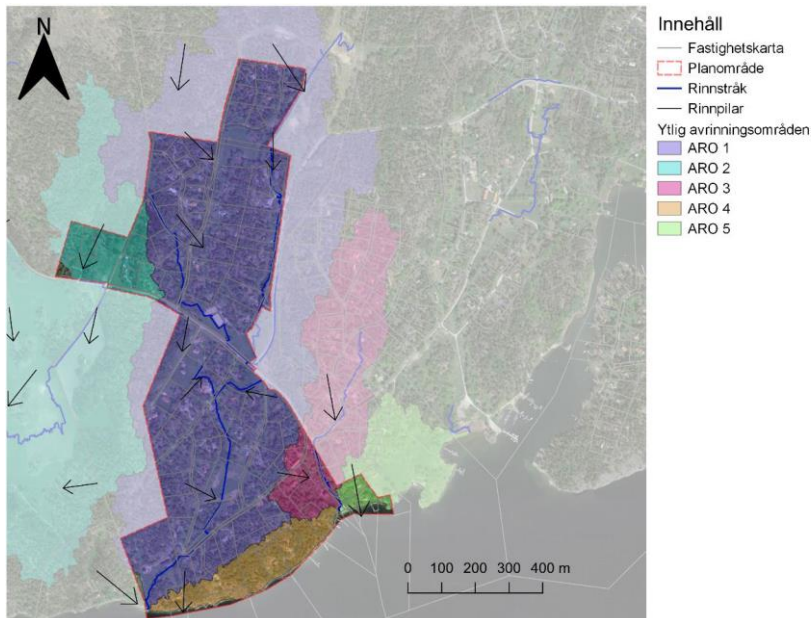 N
Innehåll
Fastighetskarta
Planområde
Rinnstråk
Rinnpilar
Ytlig avrinningsområden
ARO 1
ARO 2
ARO 3
ARO 4
ARO 5
0 100 200 300 400 m